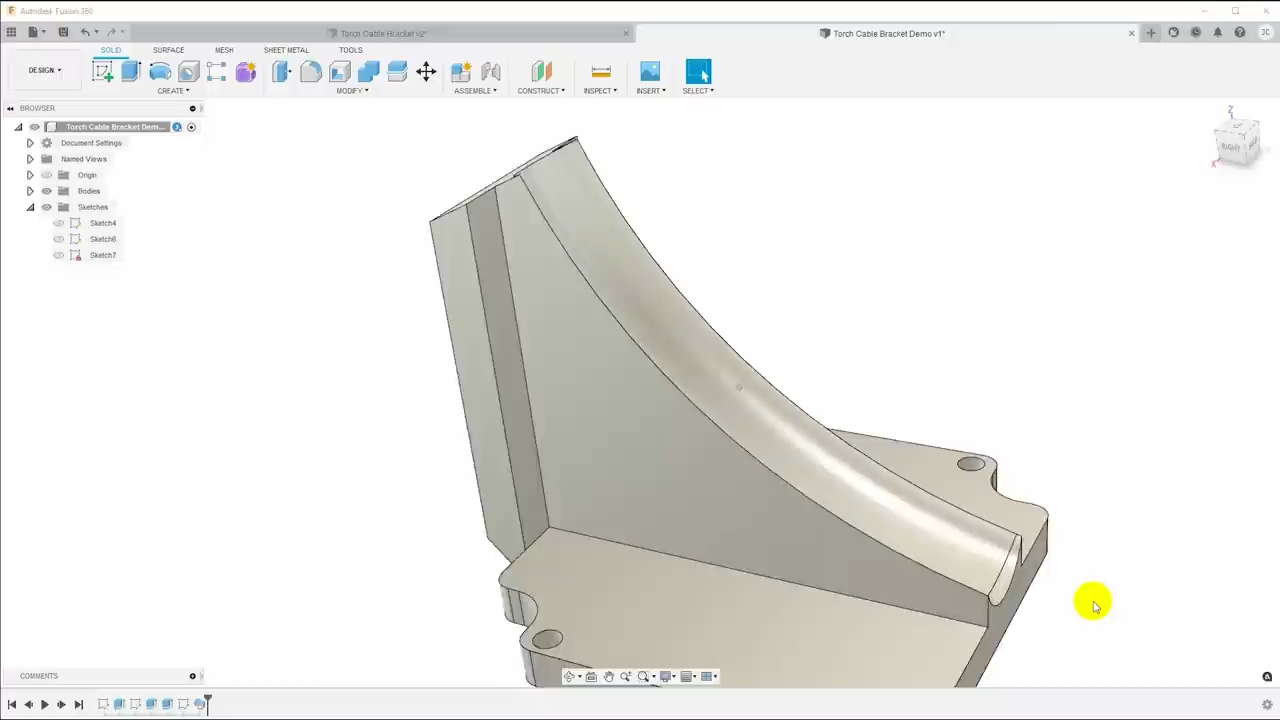 Autodesk Fusion 360
Torch Cable Bracket v2*
Torch Cable Bracket Demo v1*
JC
SOLID SURFACE MESH SHEET METAL TOOLS
DESIGN
CREATE MODIFY ASSEMBLE CONSTRUCT INSPECT INSERT SELECT
BROWSER
Torch Cable Bracket Dem...
Document Settings
Named Views
Origin
Bodies
Sketches
Sketch4
Sketch6
Sketch7
Z
RIGHT
X
COMMENTS